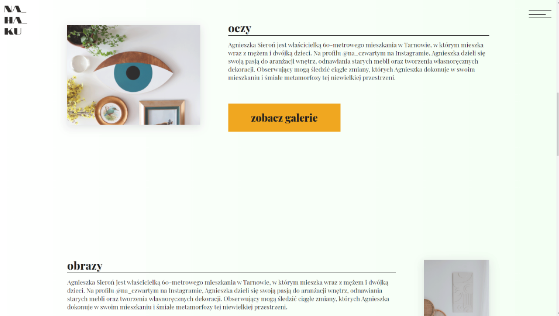 NA_
HA_
KU
oczy
Agnieszka Sieroń jest właścicielką 60-metrowego mieszkania w Tarnowie, w którym mieszka
wraz z mężem i dwójką dzieci. Na profilu @na_czwartym na Instagramie, Agnieszka dzieli się
swoją pasją do aranżacji wnętrz, odnawiania starych mebli oraz tworzenia własnoręcznych
dekoracji. Obserwujący mogą śledzić ciągłe zmiany, których Agnieszka dokonuje w swoim
mieszkaniu i śmiałe metamorfozy tej niewielkiej przestrzeni.
zobacz galerie
obrazy
Agnieszka Sieroń jest właścicielką 60-metrowego mieszkania w Tarnowie, w którym mieszka wraz z mężem i dwójką
dzieci. Na profilu @na_czwartym na Instagramie, Agnieszka dzieli się swoją pasją do aranżacji wnętrz, odnawiania
starych mebli oraz tworzenia własnoręcznych dekoracji. Obserwujący mogą śledzić ciągłe zmiany, których Agnieszka
dokonuje w swoim mieszkaniu i śmiałe metamorfozy tej niewielkiej przestrzeni.